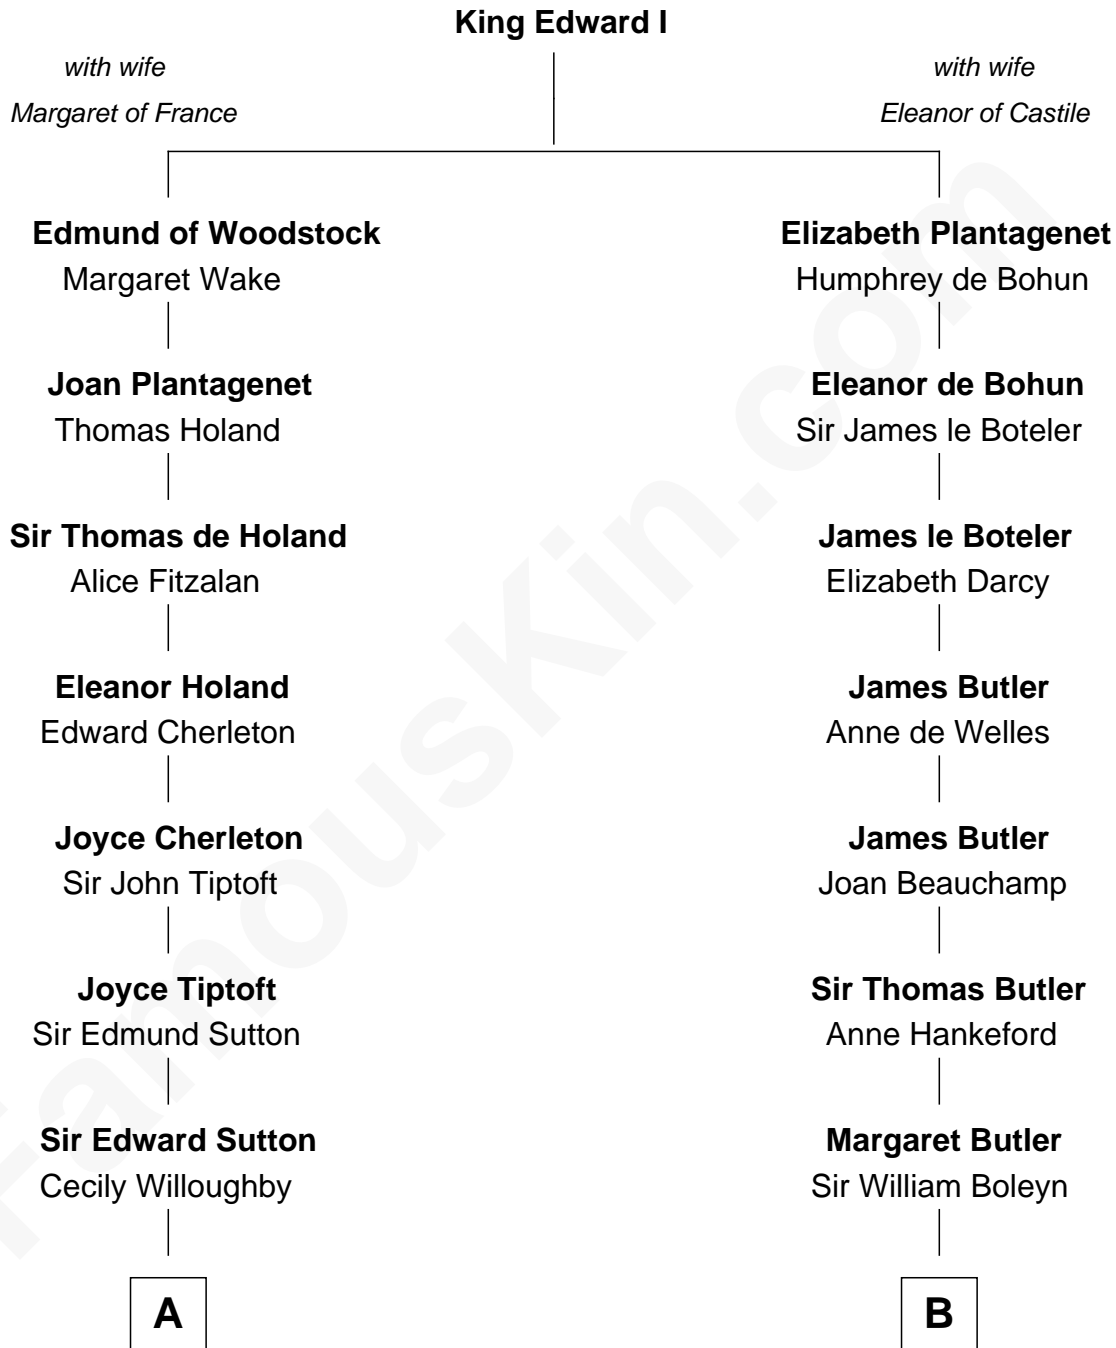 King Edward I
with wife
Margaret of France
with wife
Eleanor of Castile
Edmund of Woodstock
Margaret Wake
Elizabeth Plantagenet
Humphrey de Bohun
Joan Plantagenet
Thomas Holand
Eleanor de Bohun
Sir James le Boteler
Sir Thomas de Holand
Alice Fitzalan
James le Boteler
Elizabeth Darcy
Eleanor Holand
Edward Cherleton
James Butler
Anne de Welles
Joyce Cherleton
Sir John Tiptoft
James Butler
Joan Beauchamp
Joyce Tiptoft
Sir Edmund Sutton
Sir Thomas Butler
Anne Hankeford
Sir Edward Sutton
Cecily Willoughby
Margaret Butler
Sir William Boleyn
A
B
FamousKin.com